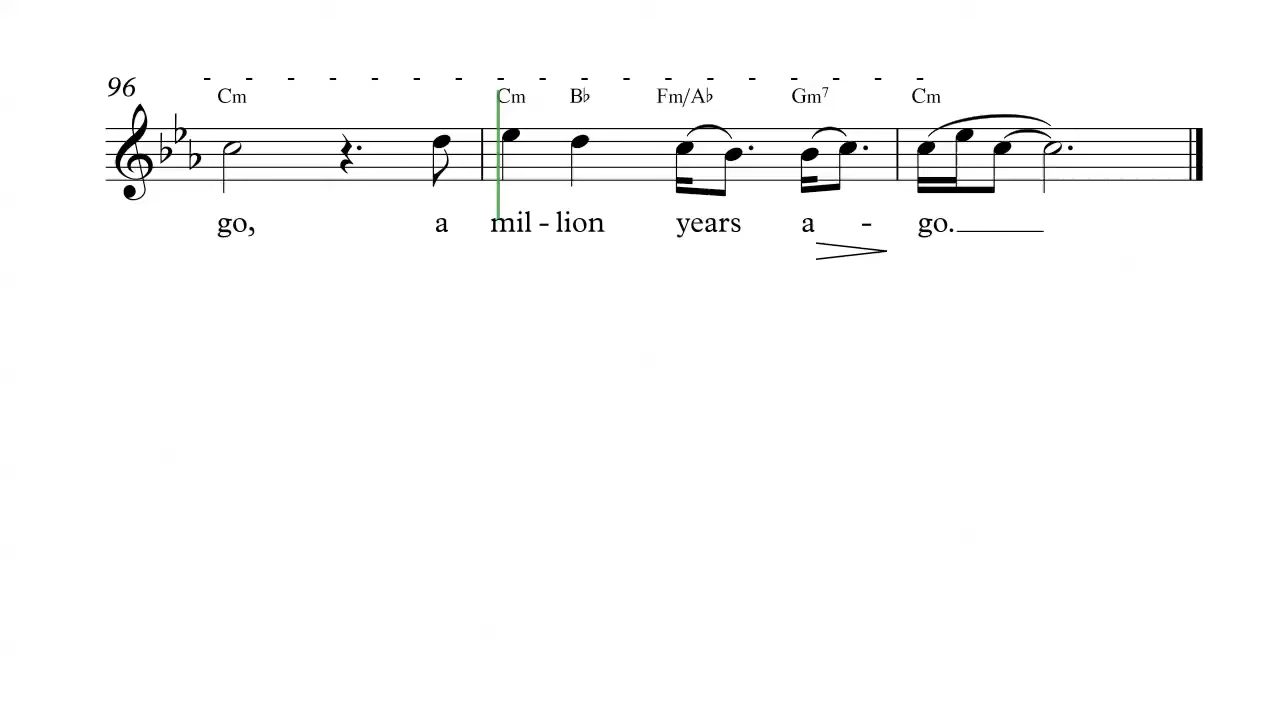 96
Cm Cm B♭ Fm/A♭ Gm7 Cm
go, a mil - lion years a - go.